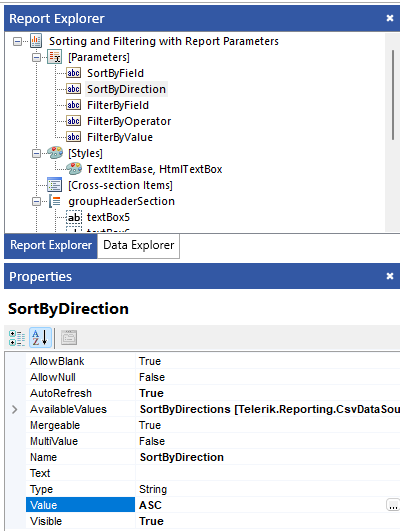 Report Explorer
Sorting and Filtering with Report Parameters
[Parameters]
abc SortByField
abc SortByDirection
abc FilterByField
abc FilterByOperator
abc FilterByValue
[Styles]
TextItemBase, HtmlTextBox
[Cross-section Items]
groupHeaderSection
ab textBox5
Report Explorer Data Explorer
Properties
SortByDirection
AZ
AllowBlank True
AllowNull False
AutoRefresh True
AvailableValues SortByDirections [Telerik.Reporting.CsvDataSou
Mergeable True
MultiValue False
Name SortByDirection
Text
Type String
Value ASC ...
Visible True